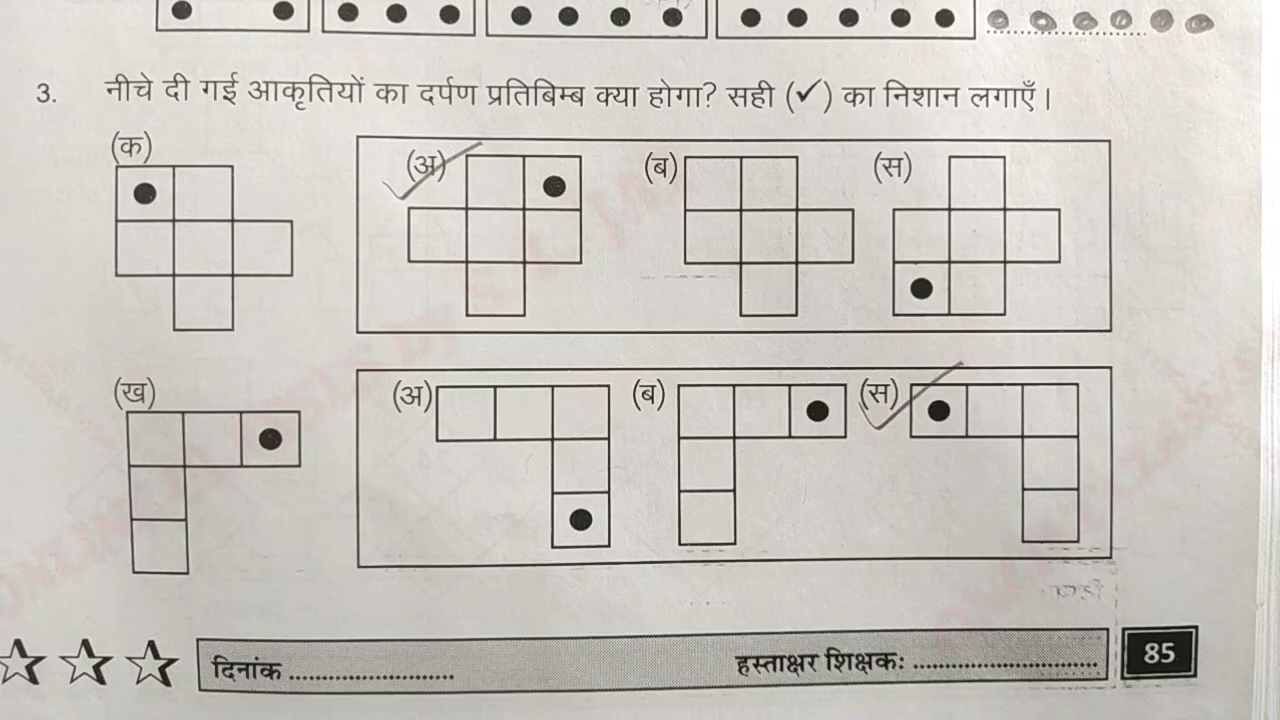 3. नीचे दी गई आकृतियों का दर्पण प्रतिबिम्ब क्या होगा? सही (✓) का निशान लगाएँ।
(क) (अ) (ब) (स)
(ख) (अ) (ब) (स)
दिनांक ........................ हस्ताक्षर शिक्षक: ........................... 85